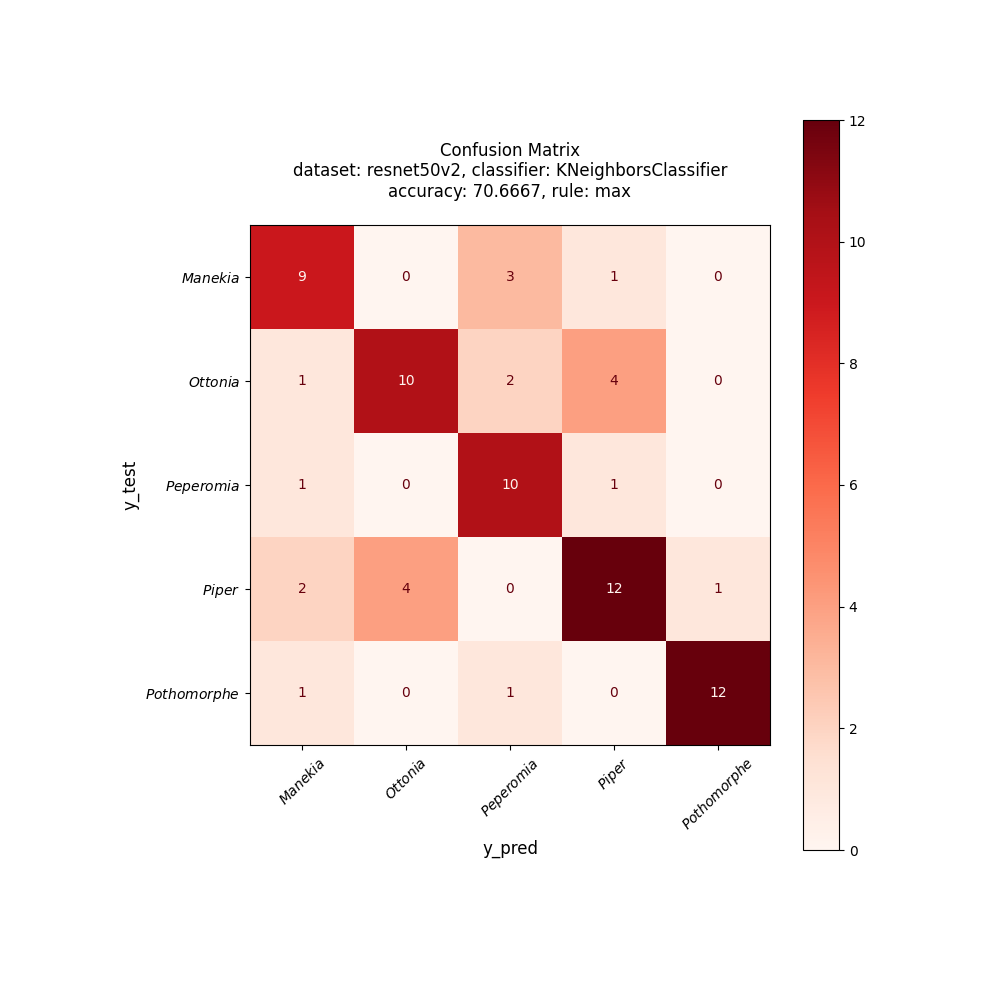 Confusion Matrix
dataset: resnet50v2, classifier: KNeighborsClassifier
accuracy: 70.6667, rule: max
y_test
Manekia 9 0 3 1 0
Ottonia 1 10 2 4 0
Peperomia 1 0 10 1 0
Piper 2 4 0 12 1
Pothomorphe 1 0 1 0 12
Manekia Ottonia Peperomia Piper Pothomorphe
y_pred
12
10
8
6
4
2
0